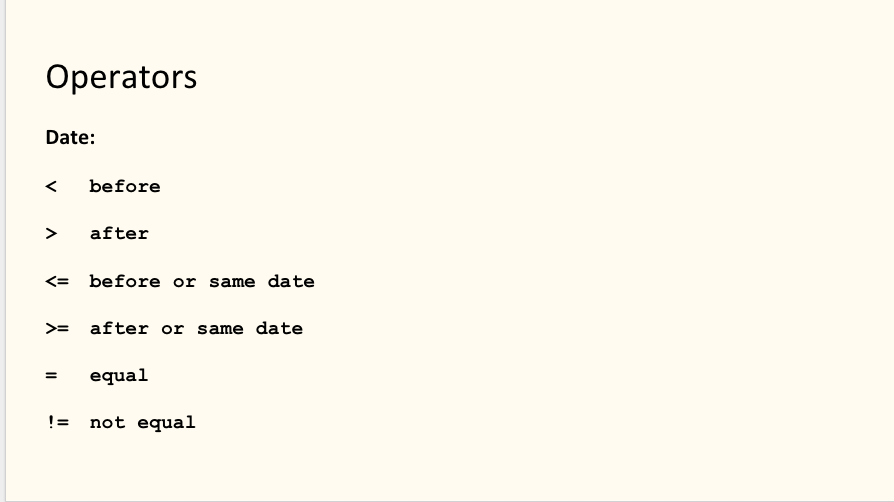 Operators
Date:
< before
> after
<= before or same date
>= after or same date
= equal
!= not equal